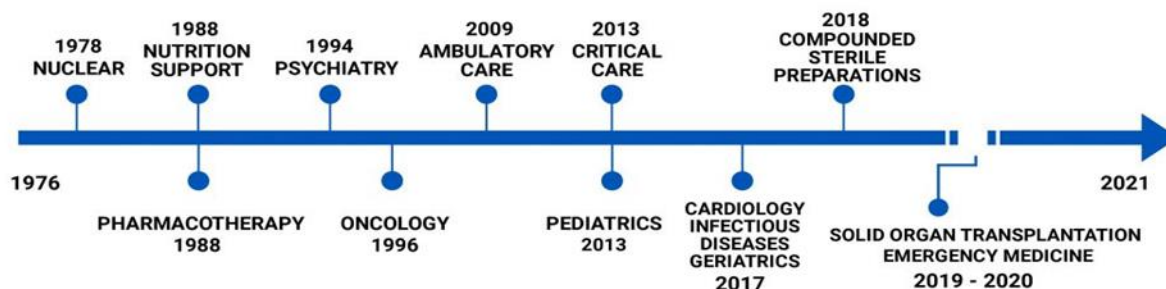 1978
NUCLEAR
1988
NUTRITION
SUPPORT
1994
PSYCHIATRY
2009
AMBULATORY
CARE
2013
CRITICAL
CARE
2018
COMPOUNDED
STERILE
PREPARATIONS
1976
2021
PHARMACOTHERAPY
1988
ONCOLOGY
1996
PEDIATRICS
2013
CARDIOLOGY
INFECTIOUS
DISEASES
GERIATRICS
2017
SOLID ORGAN TRANSPLANTATION
EMERGENCY MEDICINE
2019 - 2020